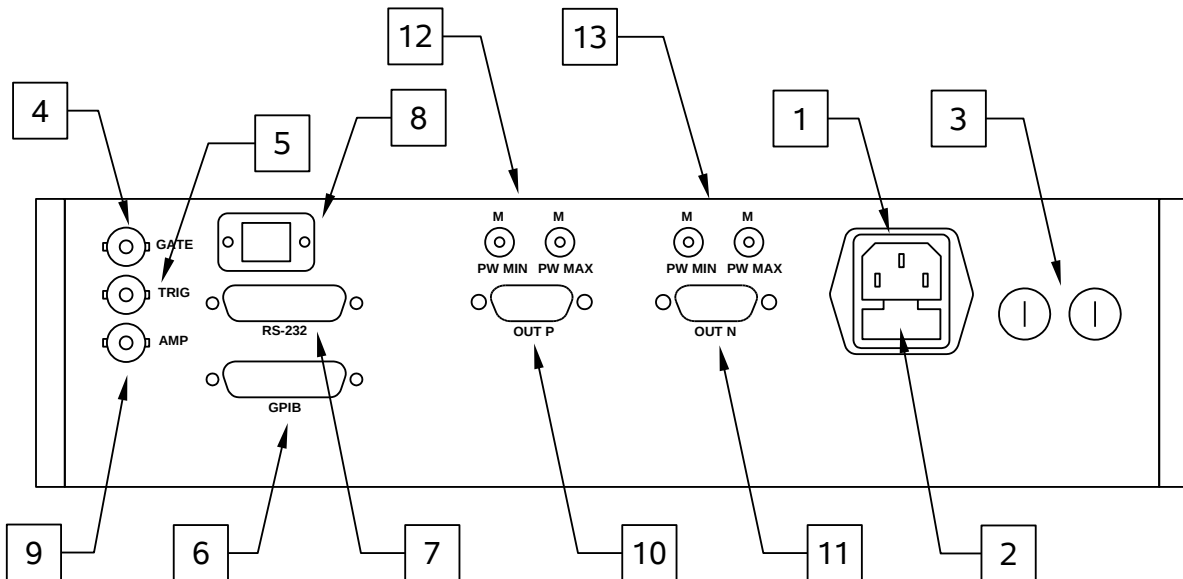 12
13
4
5
8
1
3
M M M M
GATE
PW MIN PW MAX PW MIN PW MAX
TRIG
RS-232 OUT P OUT N
AMP
GPIB
9
6
7
10
11
2